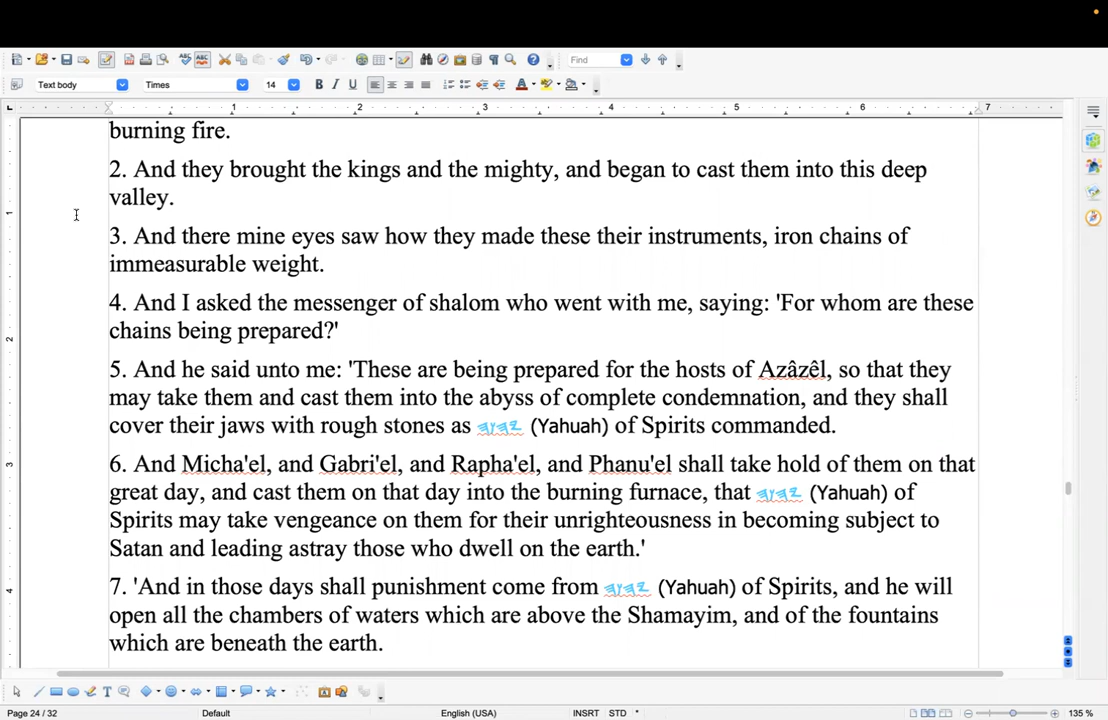 Find
Text body Times 14 B I U
1 2 3 4 5 6 7
burning fire.
2. And they brought the kings and the mighty, and began to cast them into this deep
valley.
3. And there mine eyes saw how they made these their instruments, iron chains of
immeasurable weight.
4. And I asked the messenger of shalom who went with me, saying: 'For whom are these
chains being prepared?'
5. And he said unto me: 'These are being prepared for the hosts of Azâzêl, so that they
may take them and cast them into the abyss of complete condemnation, and they shall
cover their jaws with rough stones as 𐤉𐤄𐤅𐤄 (Yahuah) of Spirits commanded.
6. And Micha'el, and Gabri'el, and Rapha'el, and Phanu'el shall take hold of them on that
great day, and cast them on that day into the burning furnace, that 𐤉𐤄𐤅𐤄 (Yahuah) of
Spirits may take vengeance on them for their unrighteousness in becoming subject to
Satan and leading astray those who dwell on the earth.'
7. 'And in those days shall punishment come from 𐤉𐤄𐤅𐤄 (Yahuah) of Spirits, and he will
open all the chambers of waters which are above the Shamayim, and of the fountains
which are beneath the earth.
Page 24 / 32 Default English (USA) INSRT STD * 135 %